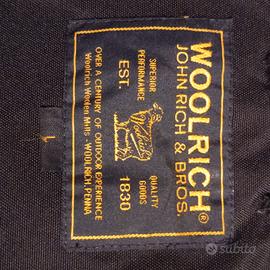 WOOLRICH®
JOHN RICH & BROS.
SUPERIOR
PERFORMANCE
QUALITY
GOODS
Woolrich
EST.
1830
OVER A CENTURY OF OUTDOOR EXPERIENCE
Woolrich Woolen Mills - WOOLRICH, PENNA
L
subito